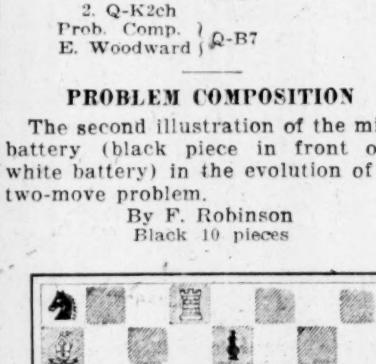 2. Q-K2ch
Prob. Comp. } Q-B7
E. Woodward
PROBLEM COMPOSITION
The second illustration of the
battery (black piece in front
white battery) in the evolution of
two-move problem.
By F. Robinson
Black 10 pieces